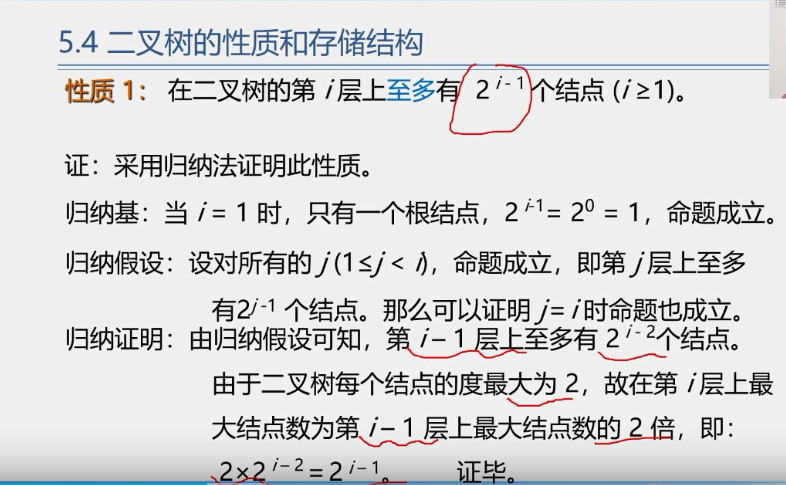 5.4 二叉树的性质和存储结构
性质 1： 在二叉树的第 i 层上至多有 2^{i-1} 个结点 (i ≥1)。
证：采用归纳法证明此性质。
归纳基：当 i = 1 时，只有一个根结点，2^{i-1} = 2^0 = 1，命题成立。
归纳假设：设对所有的 j (1≤j < i)，命题成立，即第 j 层上至多
有2^{j-1} 个结点。那么可以证明 j= i 时命题也成立。
归纳证明：由归纳假设可知，第 i – 1 层上至多有 2^{i-2}个结点。
由于二叉树每个结点的度最大为 2，故在第 i 层上最
大结点数为第 i – 1 层上最大结点数的 2 倍，即：
2×2^{i-2} = 2^{i-1}。 证毕。